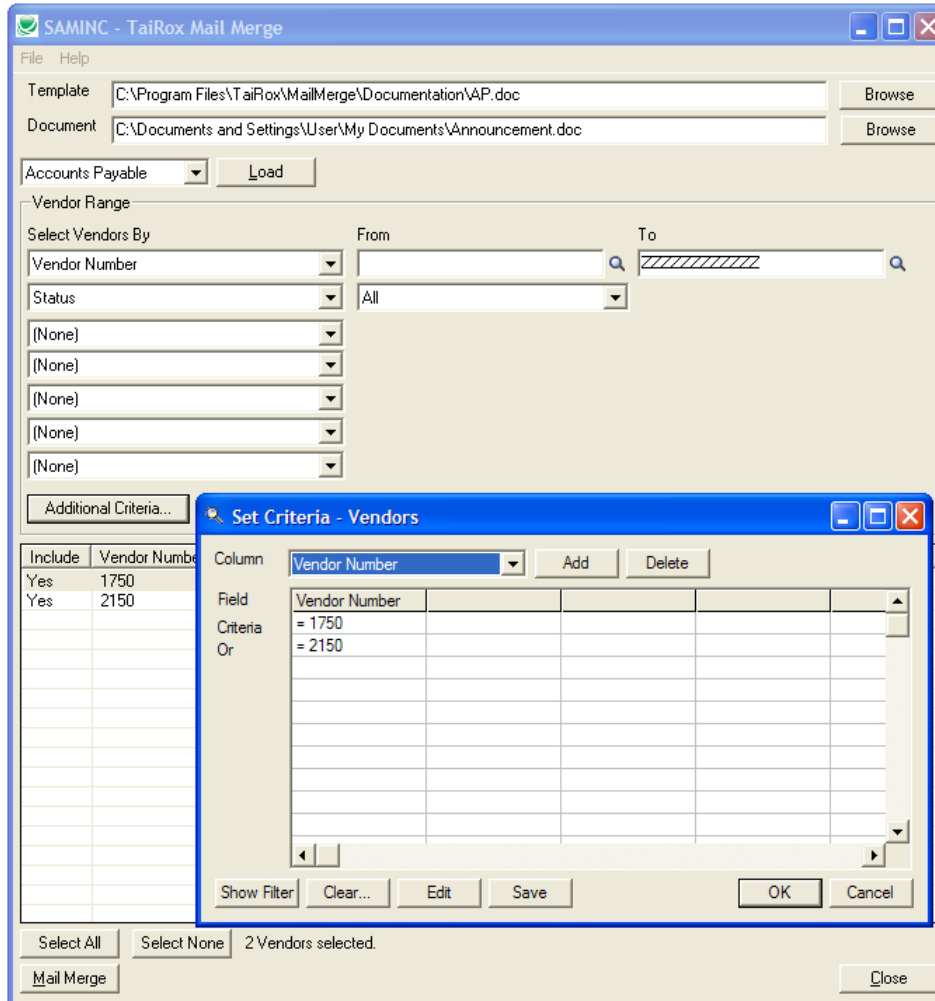 SAMINC - TaiRox Mail Merge
File Help
Template C:\Program Files\TaiRox\MailMerge\Documentation\AP.doc Browse
Document C:\Documents and Settings\User\My Documents\Announcement.doc Browse
Accounts Payable Load
Vendor Range
Select Vendors By From To
Vendor Number ZZZZZZZZZZZZ
Status All
(None)
(None)
(None)
(None)
(None)
Additional Criteria...
Set Criteria - Vendors
Column Vendor Number Add Delete
Field Vendor Number
Criteria = 1750
Or = 2150
Show Filter Clear... Edit Save OK Cancel
Include Vendor Numbe
Yes 1750
Yes 2150
Select All Select None 2 Vendors selected.
Mail Merge Close